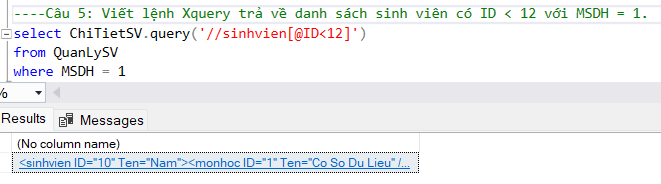 ----Câu 5: Viết lệnh Xquery trả về danh sách sinh viên có ID < 12 với MSDH = 1.
select ChiTietSV.query('//sinhvien[@ID<12]')
from QuanLySV
where MSDH = 1
%
Results Messages
(No column name)
<sinhvien ID="10" Ten="Nam"><monhoc ID="1" Ten="Co So Du Lieu" /...